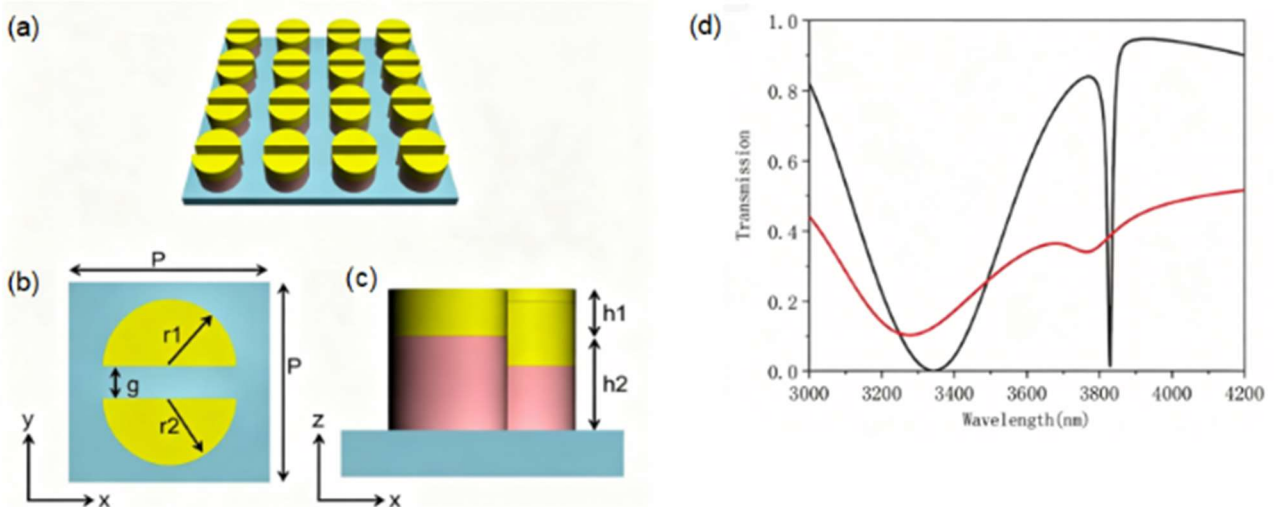 (a)
(b)
P
r1
g
r2
P
y
x
(c)
h1
h2
z
x
(d)
Transmission
1.0
0.8
0.6
0.4
0.2
0.0
3000 3200 3400 3600 3800 4000 4200
Wavelength(nm)